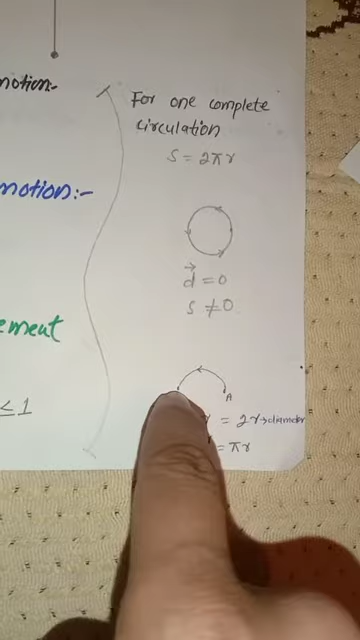 motion:-
For one complete
circulation
S = 2πr
motion:-
d⃗ = 0
S ≠ 0
ement
≤ 1
A
= 2r → diameter
= πr